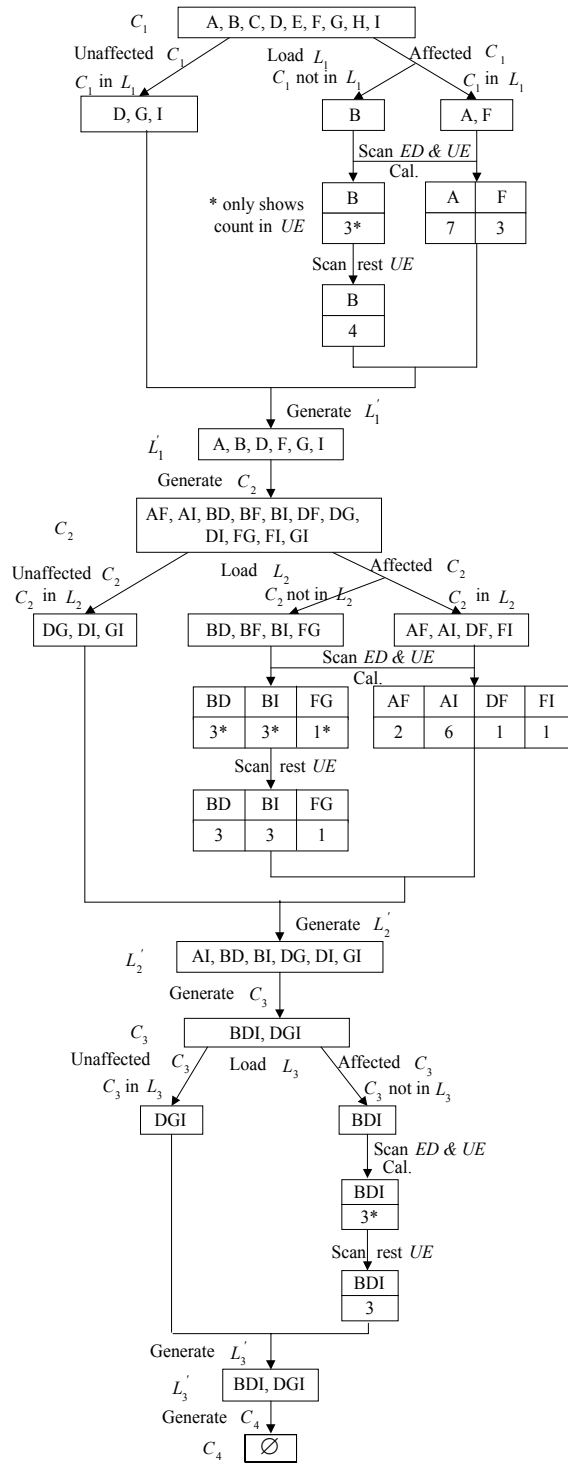 C₁ A, B, C, D, E, F, G, H, I
Unaffected C₁ Load L₁ Affected C₁
C₁ in L₁ C₁ not in L₁ C₁ in L₁
D, G, I B A, F
Scan ED & UE
Cal.
* only shows count in UE
B A F
3* 7 3
Scan rest UE
B
4
Generate L₁'
L₁' A, B, D, F, G, I
Generate C₂
C₂ AF, AI, BD, BF, BI, DF, DG,
DI, FG, FI, GI
Unaffected C₂ Load L₂ Affected C₂
C₂ in L₂ C₂ not in L₂ C₂ in L₂
DG, DI, GI BD, BF, BI, FG AF, AI, DF, FI
Scan ED & UE
Cal.
BD BI FG AF AI DF FI
3* 3* 1* 2 6 1 1
Scan rest UE
BD BI FG
3 3 1
Generate L₂'
L₂' AI, BD, BI, DG, DI, GI
Generate C₃
C₃ BDI, DGI
Unaffected C₃ Load L₃ Affected C₃
C₃ in L₃ C₃ not in L₃
DGI BDI
Scan ED & UE
Cal.
BDI
3*
Scan rest UE
BDI
3
Generate L₃'
L₃' BDI, DGI
Generate C₄
C₄ ∅